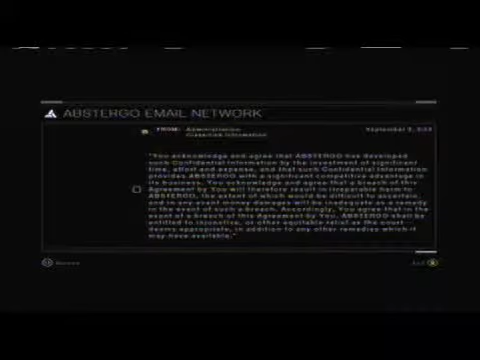 ABSTERGO EMAIL NETWORK
FROM: Administration
Classified Information
September
"You acknowledge and agree that ABSTERGO has developed
such Confidential Information by the investment of significant
time, effort and expense, and that such Confidential Information
provides ABSTERGO with a significant competitive advantage in
its business. You acknowledge and agree that a breach of this
Agreement by You will therefore result in irreparable harm to
ABSTERGO, the extent of which would be difficult to ascertain,
and in any event money damages will be inadequate as a remedy
in the event of such a breach. Accordingly, You agree that in the
event of a breach of this Agreement by You, ABSTERGO shall be
entitled to injunctive, or other equitable relief as the court
deems appropriate, in addition to any other remedies which it
may have available."